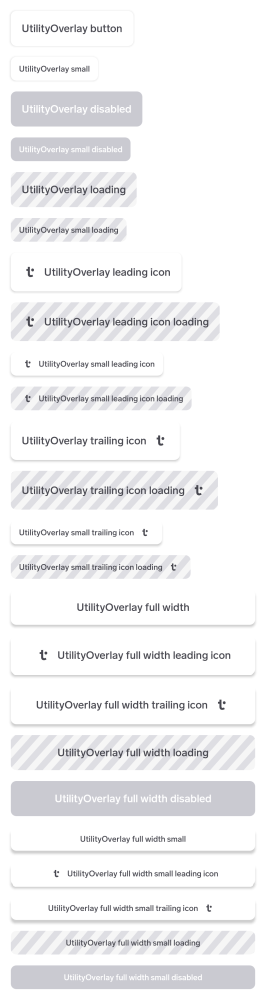 UtilityOverlay button
UtilityOverlay small
UtilityOverlay disabled
UtilityOverlay small disabled
UtilityOverlay loading
UtilityOverlay small loading
UtilityOverlay leading icon
UtilityOverlay leading icon loading
UtilityOverlay small leading icon
UtilityOverlay small leading icon loading
UtilityOverlay trailing icon
UtilityOverlay trailing icon loading
UtilityOverlay small trailing icon
UtilityOverlay small trailing icon loading
UtilityOverlay full width
UtilityOverlay full width leading icon
UtilityOverlay full width trailing icon
UtilityOverlay full width loading
UtilityOverlay full width disabled
UtilityOverlay full width small
UtilityOverlay full width small leading icon
UtilityOverlay full width small trailing icon
UtilityOverlay full width small loading
UtilityOverlay full width small disabled